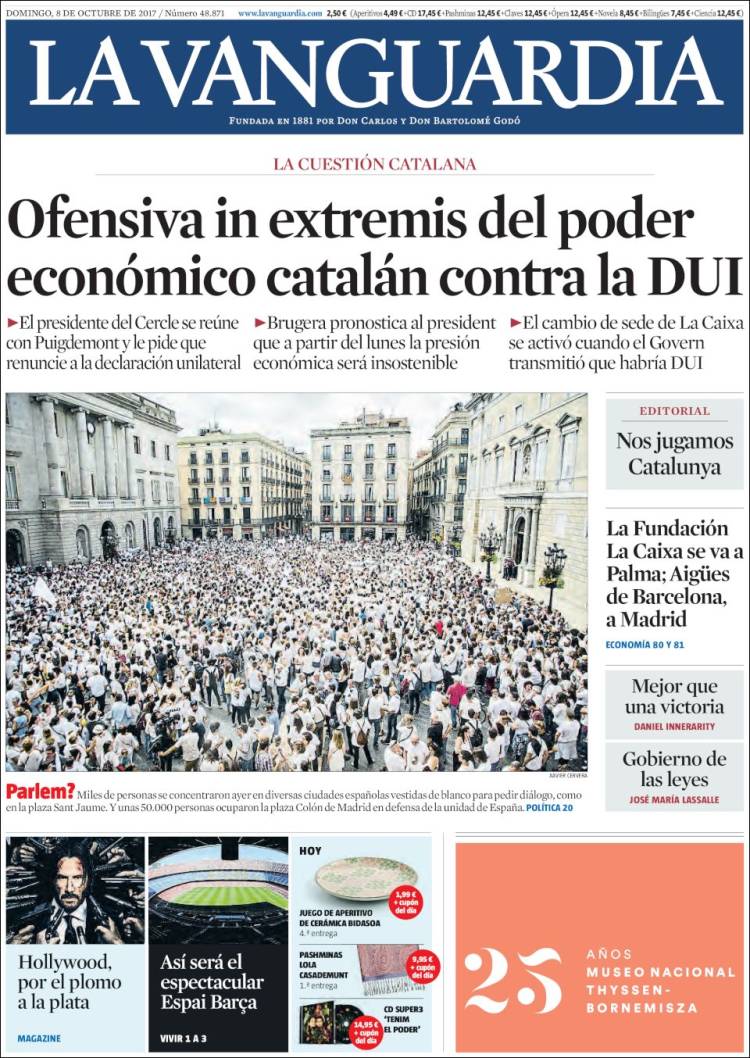 DOMINGO, 8 DE OCTUBRE DE 2017 / Número 48.871 www.lavanguardia.com 2,50 € (Aperitivos 4,49 €+CD 17,45 €+Pashminas 12,45 €+Claves 12,45 €+Ópera 12,45 €+Novela 8,45 €+Bilingües 7,45 €+Ciencia 12,45 €)
LA VANGUARDIA
FUNDADA EN 1881 POR DON CARLOS Y DON BARTOLOMÉ GODÓ
LA CUESTIÓN CATALANA
Ofensiva in extremis del poder
económico catalán contra la DUI
►El presidente del Cercle se reúne
con Puigdemont y le pide que
renuncie a la declaración unilateral
►Brugera pronostica al president
que a partir del lunes la presión
económica será insostenible
►El cambio de sede de La Caixa
se activó cuando el Govern
transmitió que habría DUI
XAVIER CERVERA
Parlem? Miles de personas se concentraron ayer en diversas ciudades españolas vestidas de blanco para pedir diálogo, como
en la plaza Sant Jaume. Y unas 50.000 personas ocuparon la plaza Colón de Madrid en defensa de la unidad de España. POLÍTICA 20
EDITORIAL
Nos jugamos
Catalunya
La Fundación
La Caixa se va a
Palma; Aigües
de Barcelona,
a Madrid
ECONOMÍA 80 Y 81
Mejor que
una victoria
DANIEL INNERARITY
Gobierno de
las leyes
JOSÉ MARÍA LASSALLE
Hollywood,
por el plomo
a la plata
MAGAZINE
Así será el
espectacular
Espai Barça
VIVIR 1 A 3
HOY
1,99 €
+ cupón
del día
JUEGO DE APERITIVO
DE CERÁMICA BIDASOA
4.ª entrega
PASHMINAS
LOLA
CASADEMUNT
1.ª entrega
9,95 €
+ cupón
del día
CD SUPER3
'TENIM
EL PODER'
14,95 €
+ cupón
del día
25
AÑOS
MUSEO NACIONAL
THYSSEN-
BORNEMISZA